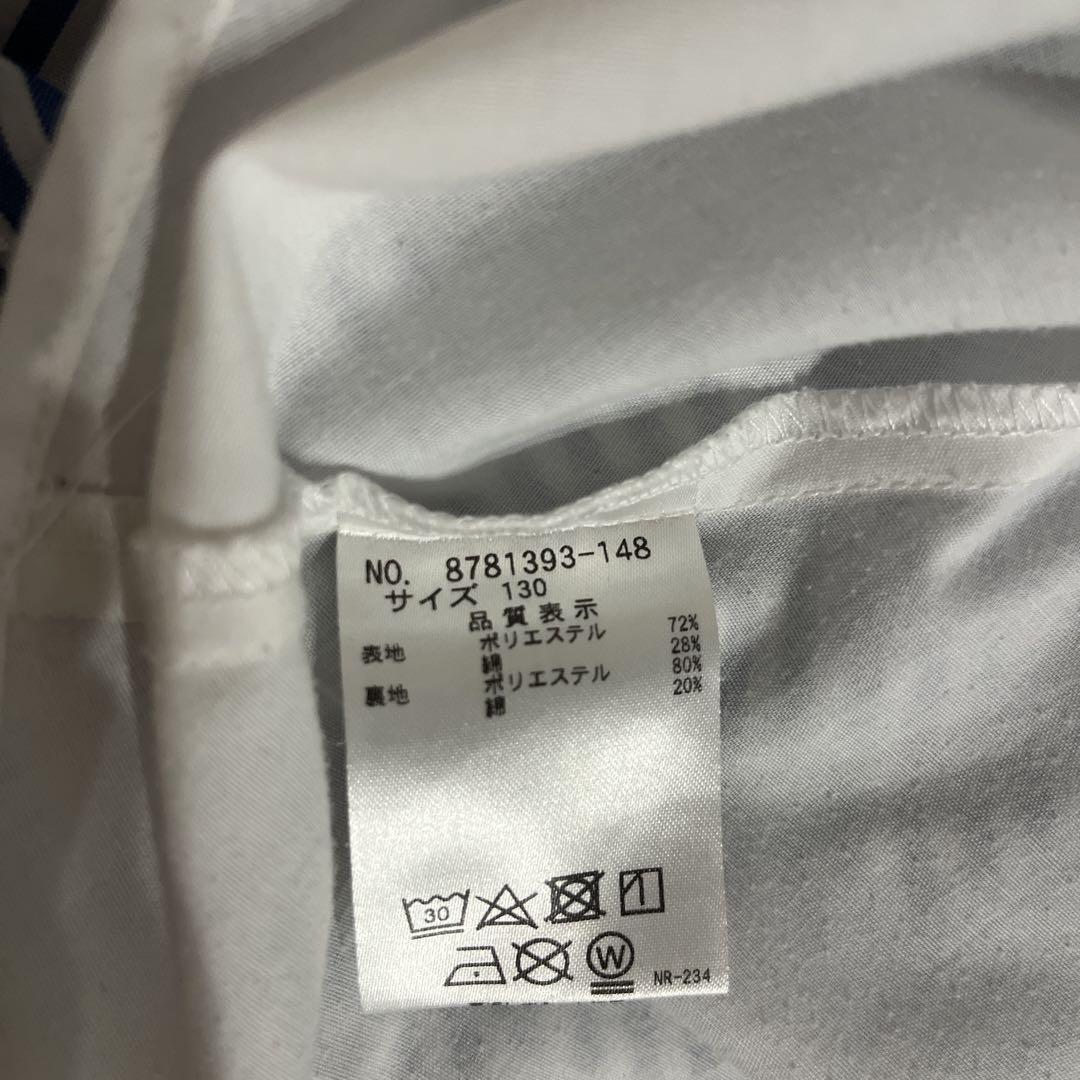 NO. 8781393-148
サイズ 130
品質表示
表地 ポリエステル 72%
綿 28%
裏地 ポリエステル 80%
綿 20%
30
W
NR-234